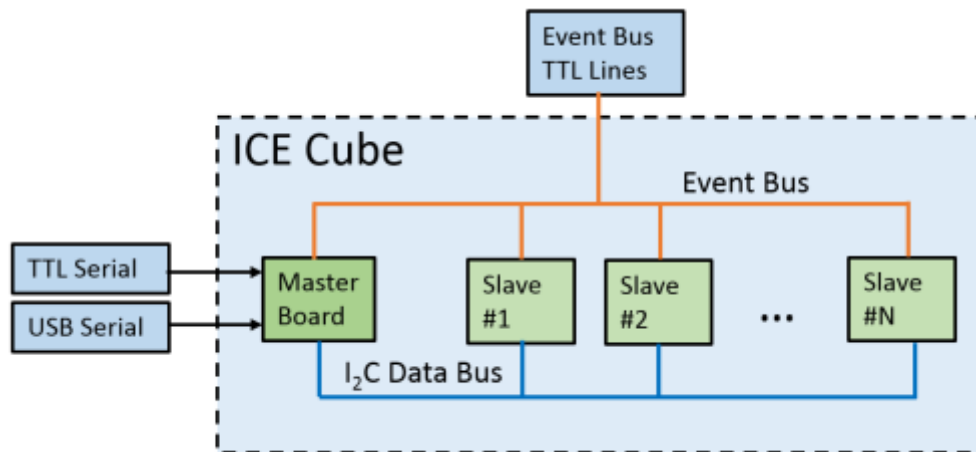 Event Bus
TTL Lines
ICE Cube
Event Bus
TTL Serial
USB Serial
Master
Board
Slave
#1
Slave
#2
...
Slave
#N
I₂C Data Bus